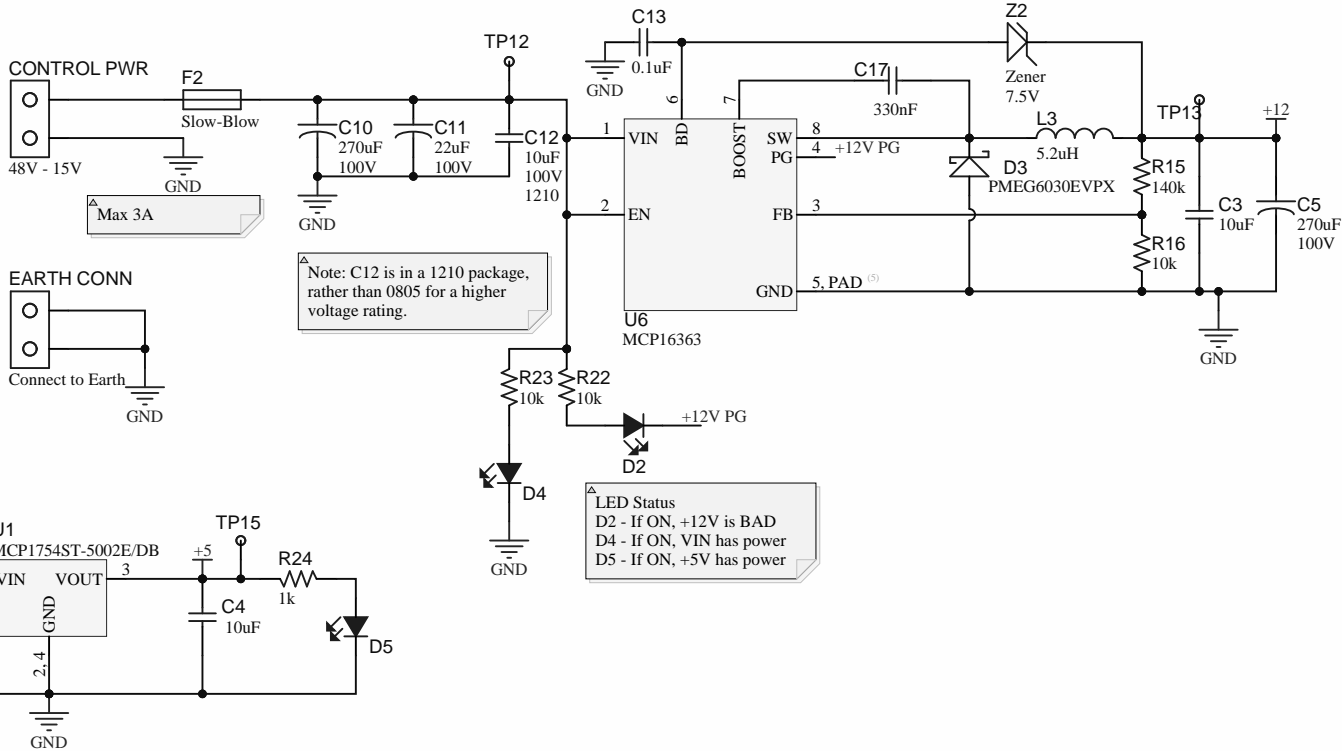 CONTROL PWR
48V - 15V
F2
Slow-Blow
GND
Max 3A
C10
270uF
100V
GND
C11
22uF
100V
TP12
C12
10uF
100V
1210
Note: C12 is in a 1210 package,
rather than 0805 for a higher
voltage rating.
EARTH CONN
Connect to Earth
GND
C13
0.1uF
GND
6
7
1
VIN
BD
BOOST
SW
8
PG
4
+12V PG
2
EN
FB
3
GND
5, PAD (5)
U6
MCP16363
C17
330nF
Z2
Zener
7.5V
D3
PMEG6030EVPX
L3
5.2uH
TP13
+12
R15
140k
R16
10k
C3
10uF
C5
270uF
100V
GND
R23
10k
R22
10k
+12V PG
D2
D4
GND
LED Status
D2 - If ON, +12V is BAD
D4 - If ON, VIN has power
D5 - If ON, +5V has power
MCP1754ST-5002E/DB
VIN
VOUT
3
GND
2, 4
GND
+5
TP15
C4
10uF
R24
1k
D5